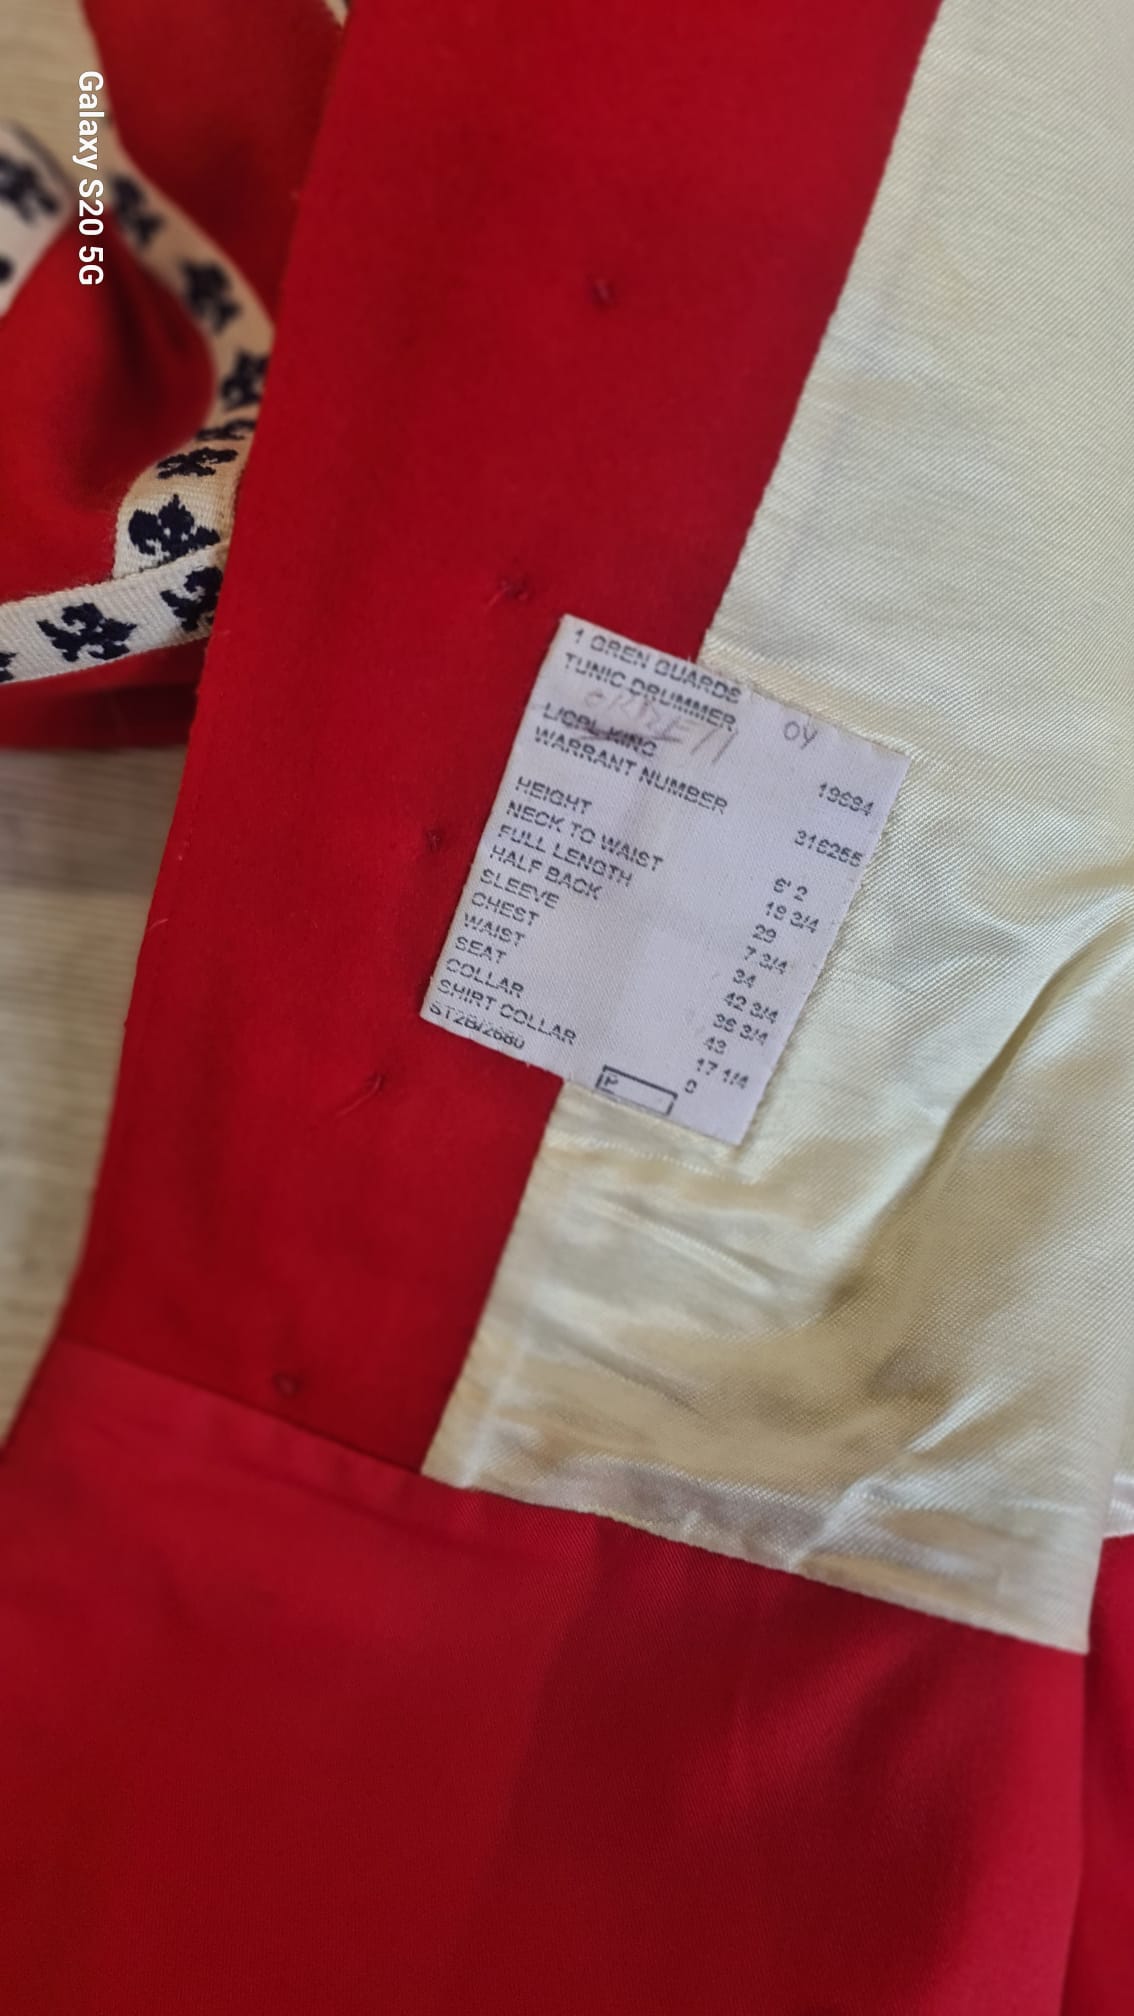 Galaxy S20 5G
1 GREN GUARDS
TUNIC DRUMMER 04
L/CPL KING 19694
WARRANT NUMBER 316255
HEIGHT 6' 2
NECK TO WAIST 19 3/4
FULL LENGTH 29
HALF BACK 7 3/4
SLEEVE 34
CHEST 42 3/4
WAIST 36 3/4
SEAT 43
COLLAR 17 1/4
SHIRT COLLAR 0
ST2B/2680
P